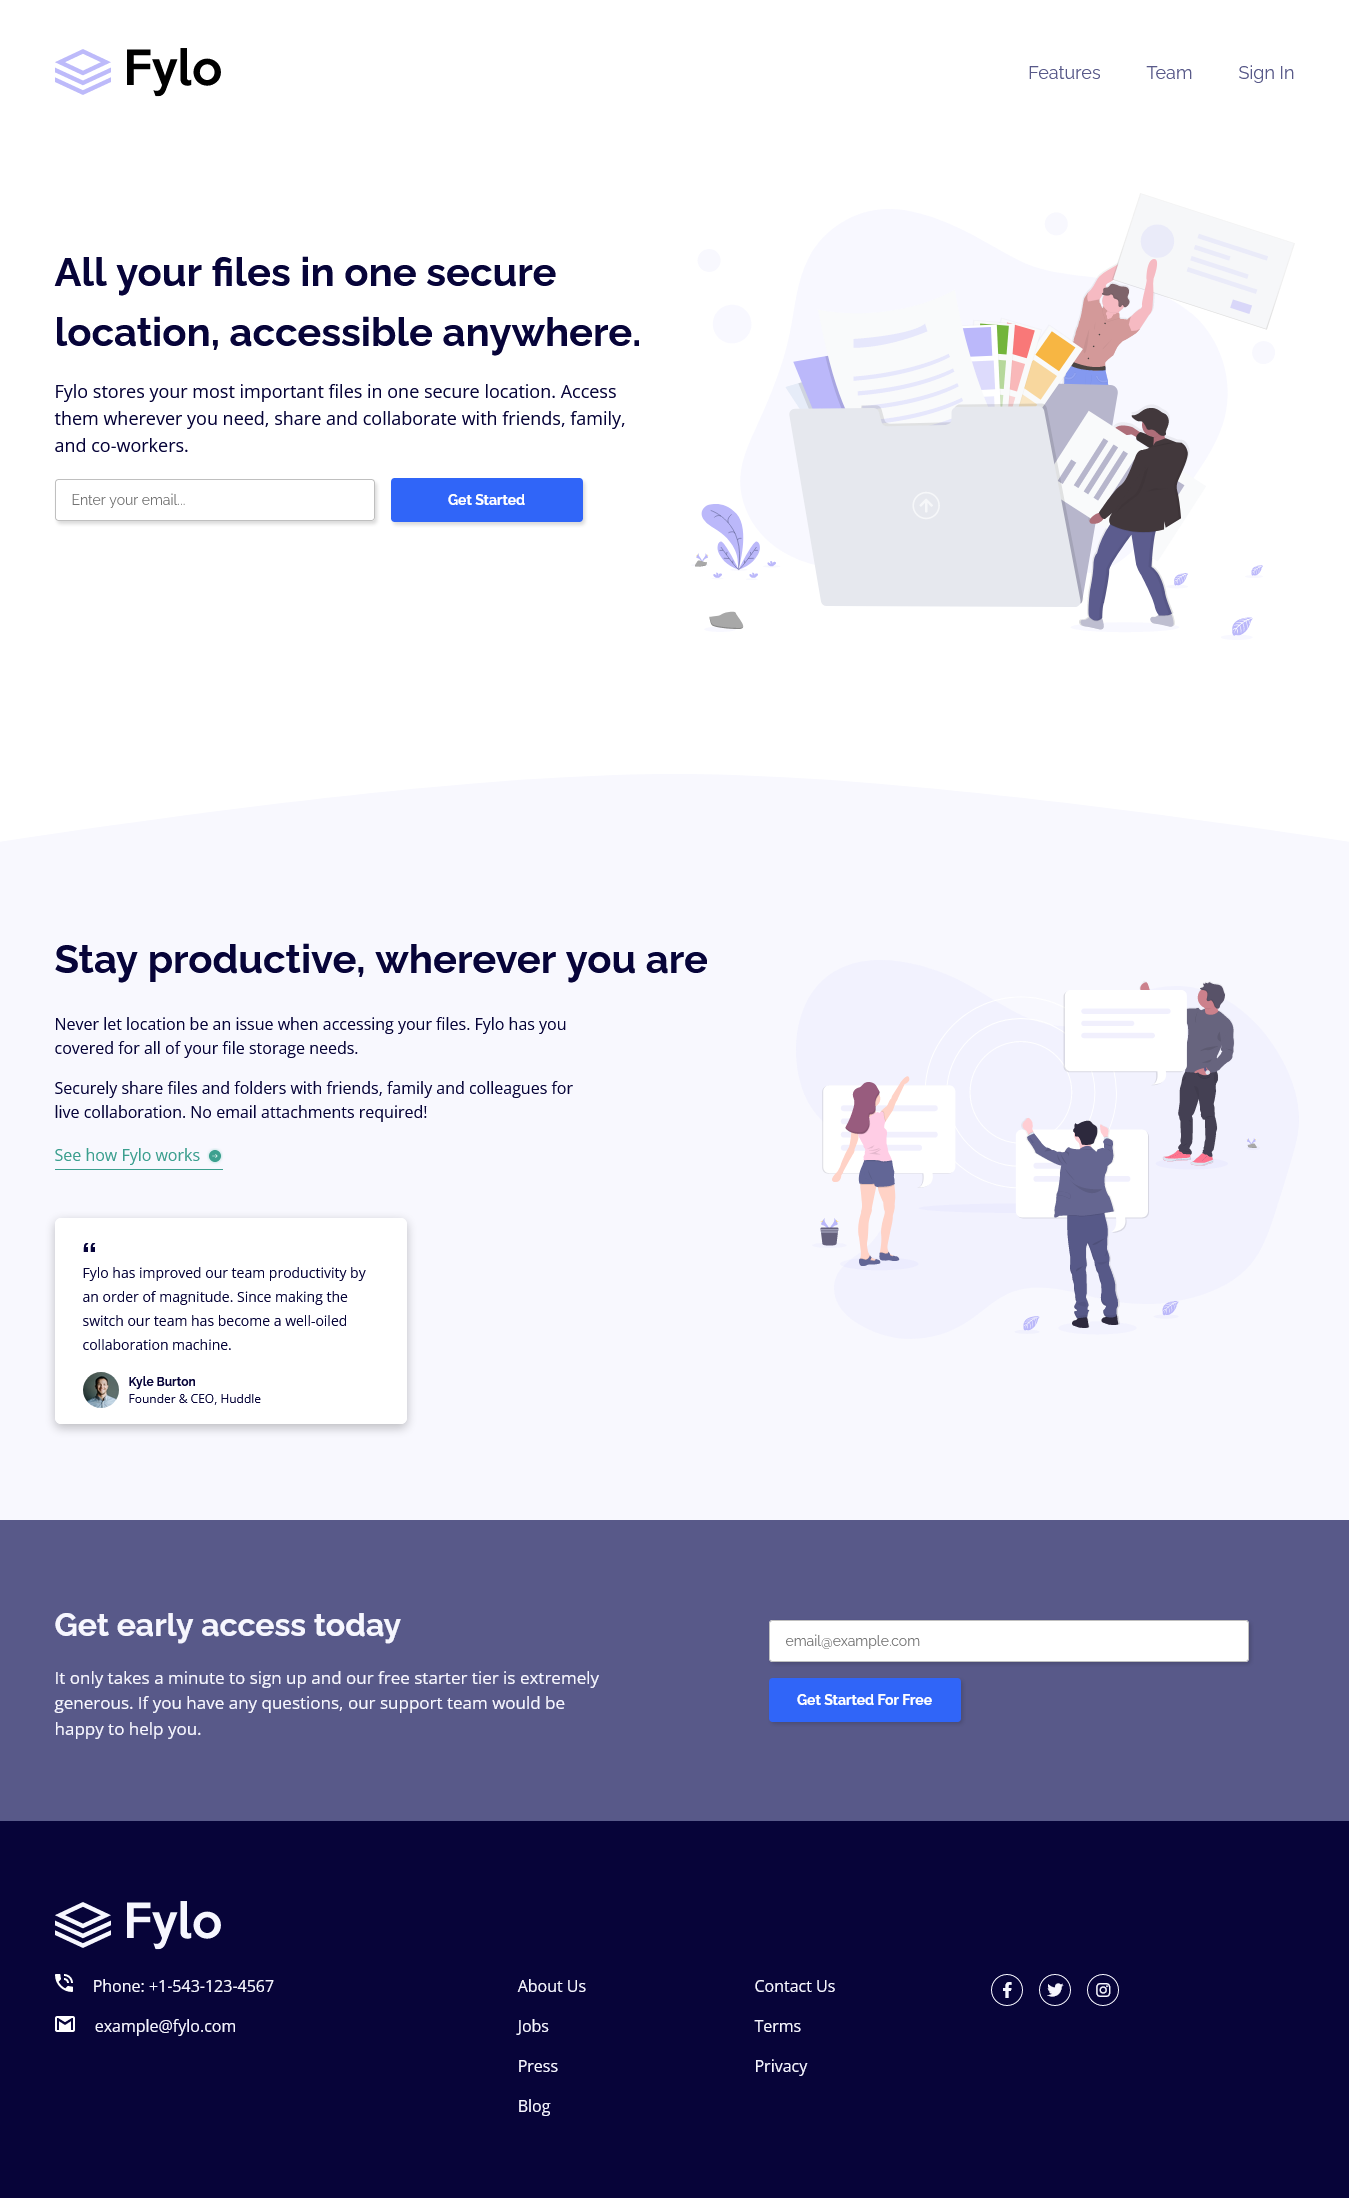 Fylo
Features
Team
Sign In
All your files in one secure
location, accessible anywhere.
Fylo stores your most important files in one secure location. Access
them wherever you need, share and collaborate with friends, family,
and co-workers.
Enter your email...
Get Started
Stay productive, wherever you are
Never let location be an issue when accessing your files. Fylo has you
covered for all of your file storage needs.
Securely share files and folders with friends, family and colleagues for
live collaboration. No email attachments required!
See how Fylo works
“
Fylo has improved our team productivity by
an order of magnitude. Since making the
switch our team has become a well-oiled
collaboration machine.
Kyle Burton
Founder & CEO, Huddle
Get early access today
It only takes a minute to sign up and our free starter tier is extremely
generous. If you have any questions, our support team would be
happy to help you.
email@example.com
Get Started For Free
Fylo
Phone: +1-543-123-4567
example@fylo.com
About Us
Jobs
Press
Blog
Contact Us
Terms
Privacy